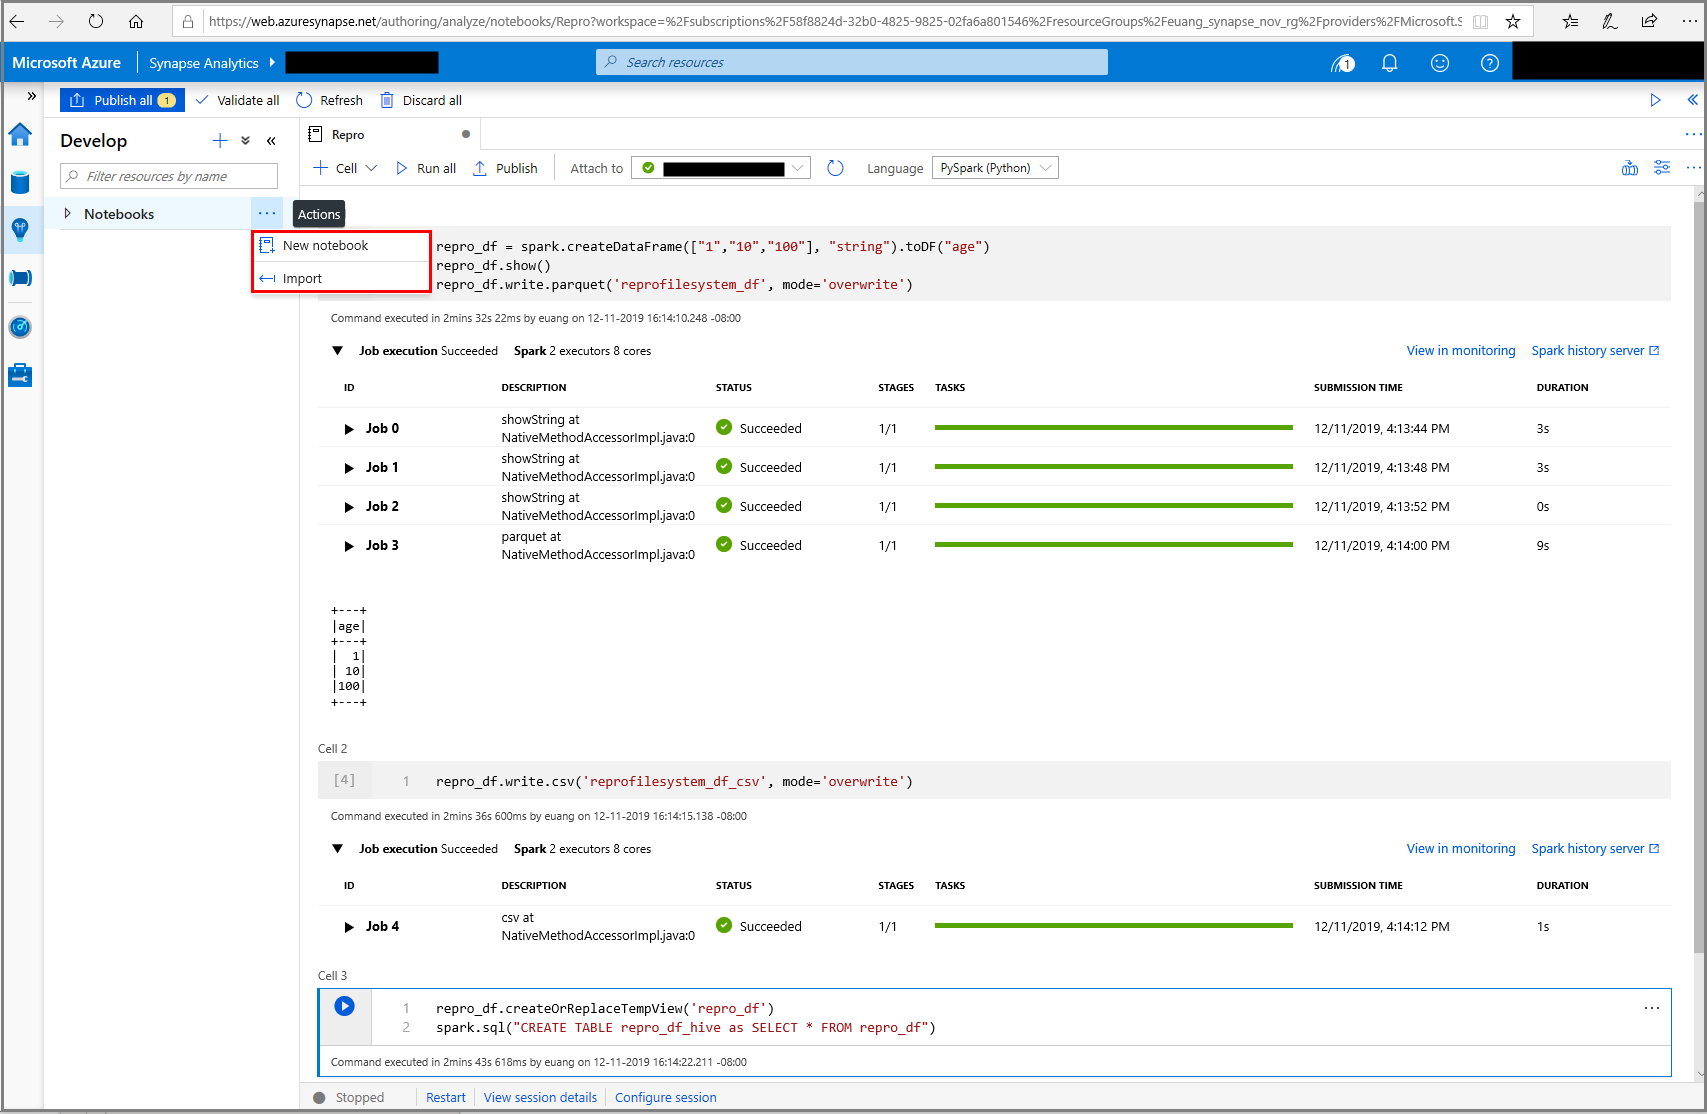 https://web.azuresynapse.net/authoring/analyze/notebooks/Repro?workspace=%2Fsubscriptions%2F58f8824d-32b0-4825-9825-02fa6a801546%2FresourceGroups%2Feuang_synapse_nov_rg%2Fproviders%2FMicrosoft.S
Microsoft Azure Synapse Analytics Search resources 1
Publish all 1 Validate all Refresh Discard all
Develop
Filter resources by name
Notebooks
Actions
New notebook
Import
Repro
Cell Run all Publish Attach to Language PySpark (Python)
repro_df = spark.createDataFrame(["1","10","100"], "string").toDF("age")
repro_df.show()
repro_df.write.parquet('reprofilesystem_df', mode='overwrite')
Command executed in 2mins 32s 22ms by euang on 12-11-2019 16:14:10.248 -08:00
Job execution Succeeded Spark 2 executors 8 cores View in monitoring Spark history server
ID DESCRIPTION STATUS STAGES TASKS SUBMISSION TIME DURATION
Job 0 showString at NativeMethodAccessorImpl.java:0 Succeeded 1/1 12/11/2019, 4:13:44 PM 3s
Job 1 showString at NativeMethodAccessorImpl.java:0 Succeeded 1/1 12/11/2019, 4:13:48 PM 3s
Job 2 showString at NativeMethodAccessorImpl.java:0 Succeeded 1/1 12/11/2019, 4:13:52 PM 0s
Job 3 parquet at NativeMethodAccessorImpl.java:0 Succeeded 1/1 12/11/2019, 4:14:00 PM 9s
+---+
|age|
+---+
|  1|
| 10|
|100|
+---+
Cell 2
[4] 1 repro_df.write.csv('reprofilesystem_df_csv', mode='overwrite')
Command executed in 2mins 36s 600ms by euang on 12-11-2019 16:14:15.138 -08:00
Job execution Succeeded Spark 2 executors 8 cores View in monitoring Spark history server
ID DESCRIPTION STATUS STAGES TASKS SUBMISSION TIME DURATION
Job 4 csv at NativeMethodAccessorImpl.java:0 Succeeded 1/1 12/11/2019, 4:14:12 PM 1s
Cell 3
1 repro_df.createOrReplaceTempView('repro_df')
2 spark.sql("CREATE TABLE repro_df_hive as SELECT * FROM repro_df")
Command executed in 2mins 43s 618ms by euang on 12-11-2019 16:14:22.211 -08:00
Stopped Restart View session details Configure session